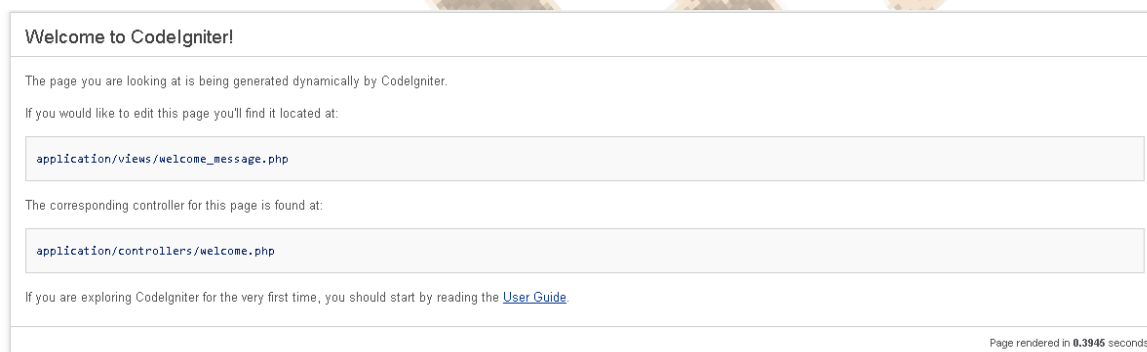 Welcome to CodeIgniter!
The page you are looking at is being generated dynamically by CodeIgniter.
If you would like to edit this page you'll find it located at:
application/views/welcome_message.php
The corresponding controller for this page is found at:
application/controllers/welcome.php
If you are exploring CodeIgniter for the very first time, you should start by reading the User Guide.
Page rendered in 0.3945 seconds